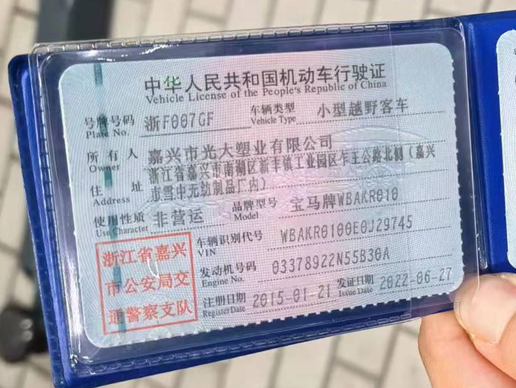 中华人民共和国机动车行驶证
Vehicle License of the People's Republic of China
号牌号码 浙F007GF 车辆类型 小型越野客车
Plate No. Vehicle Type
所有人 嘉兴市光大塑业有限公司
Owner
浙江省嘉兴市南湖区新丰镇工业园区乍王公路北侧(嘉兴
住址 市雪中无纺制品厂内)
Address
使用性质 非营运 品牌型号 宝马牌WBAKR010
Use Character Model
浙江省嘉兴
市公安局交
通警察支队
车辆识别代号 WBAKR0100E0J29745
VIN
发动机号码 03378922N55B30A
Engine No.
注册日期 2015-01-21 发证日期 2022-06-27
Register Date Issue Date